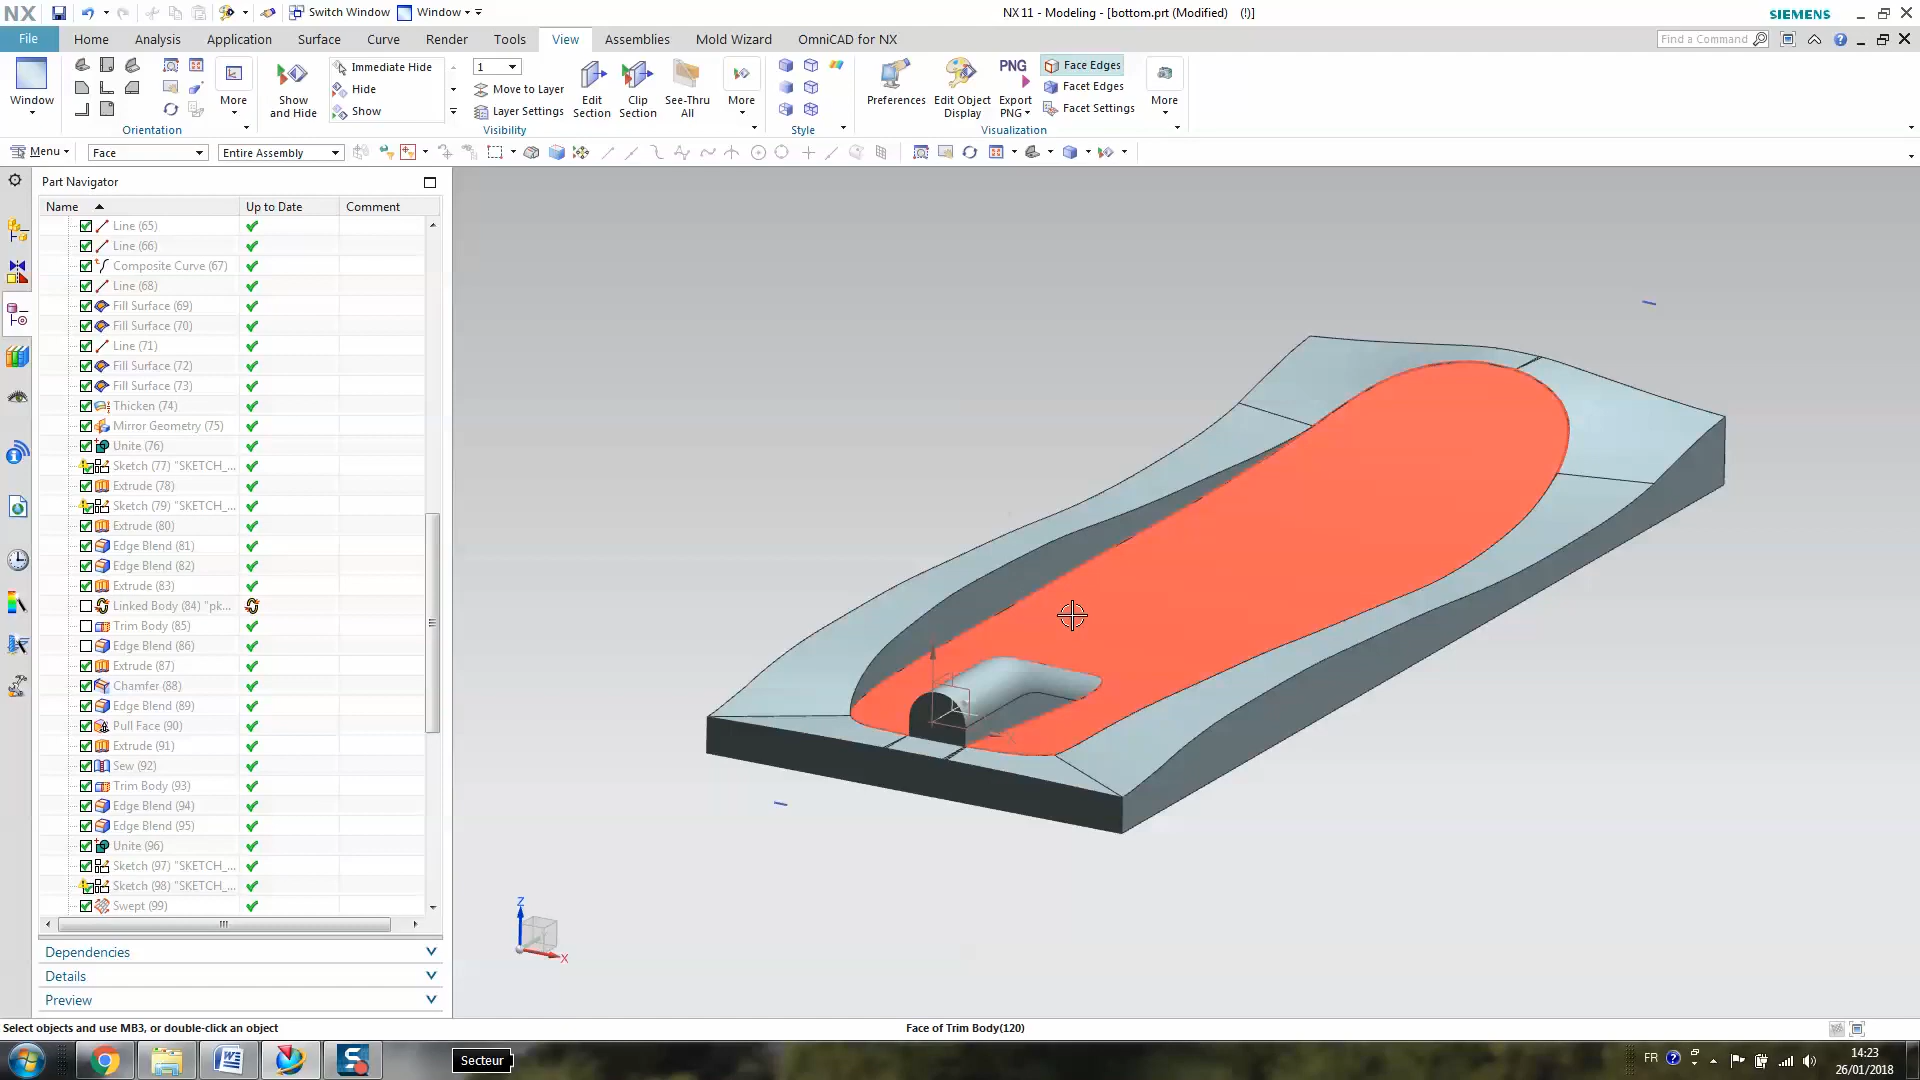 NX
Switch Window
Window
NX 11 - Modeling - [bottom.prt (Modified) (!)]
SIEMENS
File
Home
Analysis
Application
Surface
Curve
Render
Tools
View
Assemblies
Mold Wizard
OmniCAD for NX
Find a Command
Window
More
Orientation
Show and Hide
Immediate Hide
Hide
Show
1
Move to Layer
Layer Settings
Edit Section
Clip Section
See-Thru All
More
Visibility
Style
Preferences
Edit Object Display
PNG
Export PNG
Face Edges
Facet Edges
Facet Settings
More
Visualization
Menu
Face
Entire Assembly
Part Navigator
Name
Up to Date
Comment
Line (65)
Line (66)
Composite Curve (67)
Line (68)
Fill Surface (69)
Fill Surface (70)
Line (71)
Fill Surface (72)
Fill Surface (73)
Thicken (74)
Mirror Geometry (75)
Unite (76)
Sketch (77) "SKETCH_...
Extrude (78)
Sketch (79) "SKETCH_...
Extrude (80)
Edge Blend (81)
Edge Blend (82)
Extrude (83)
Linked Body (84) "pk...
Trim Body (85)
Edge Blend (86)
Extrude (87)
Chamfer (88)
Edge Blend (89)
Pull Face (90)
Extrude (91)
Sew (92)
Trim Body (93)
Edge Blend (94)
Edge Blend (95)
Unite (96)
Sketch (97) "SKETCH_...
Sketch (98) "SKETCH_...
Swept (99)
Dependencies
Details
Preview
Z
X
Select objects and use MB3, or double-click an object
Face of Trim Body(120)
Secteur
FR
14:23
26/01/2018